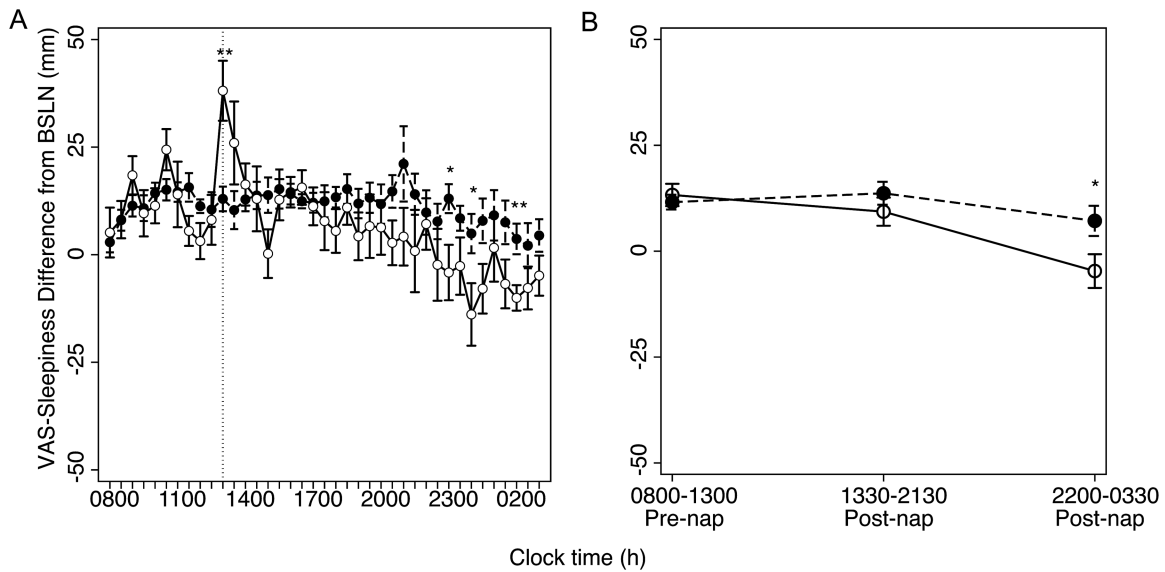 A
VAS-Sleepiness Difference from BSLN (mm)
50
25
0
-25
-50
**
*
*
**
0800 1100 1400 1700 2000 2300 0200
B
50
25
0
-25
-50
*
0800-1300 1330-2130 2200-0330
Pre-nap Post-nap Post-nap
Clock time (h)